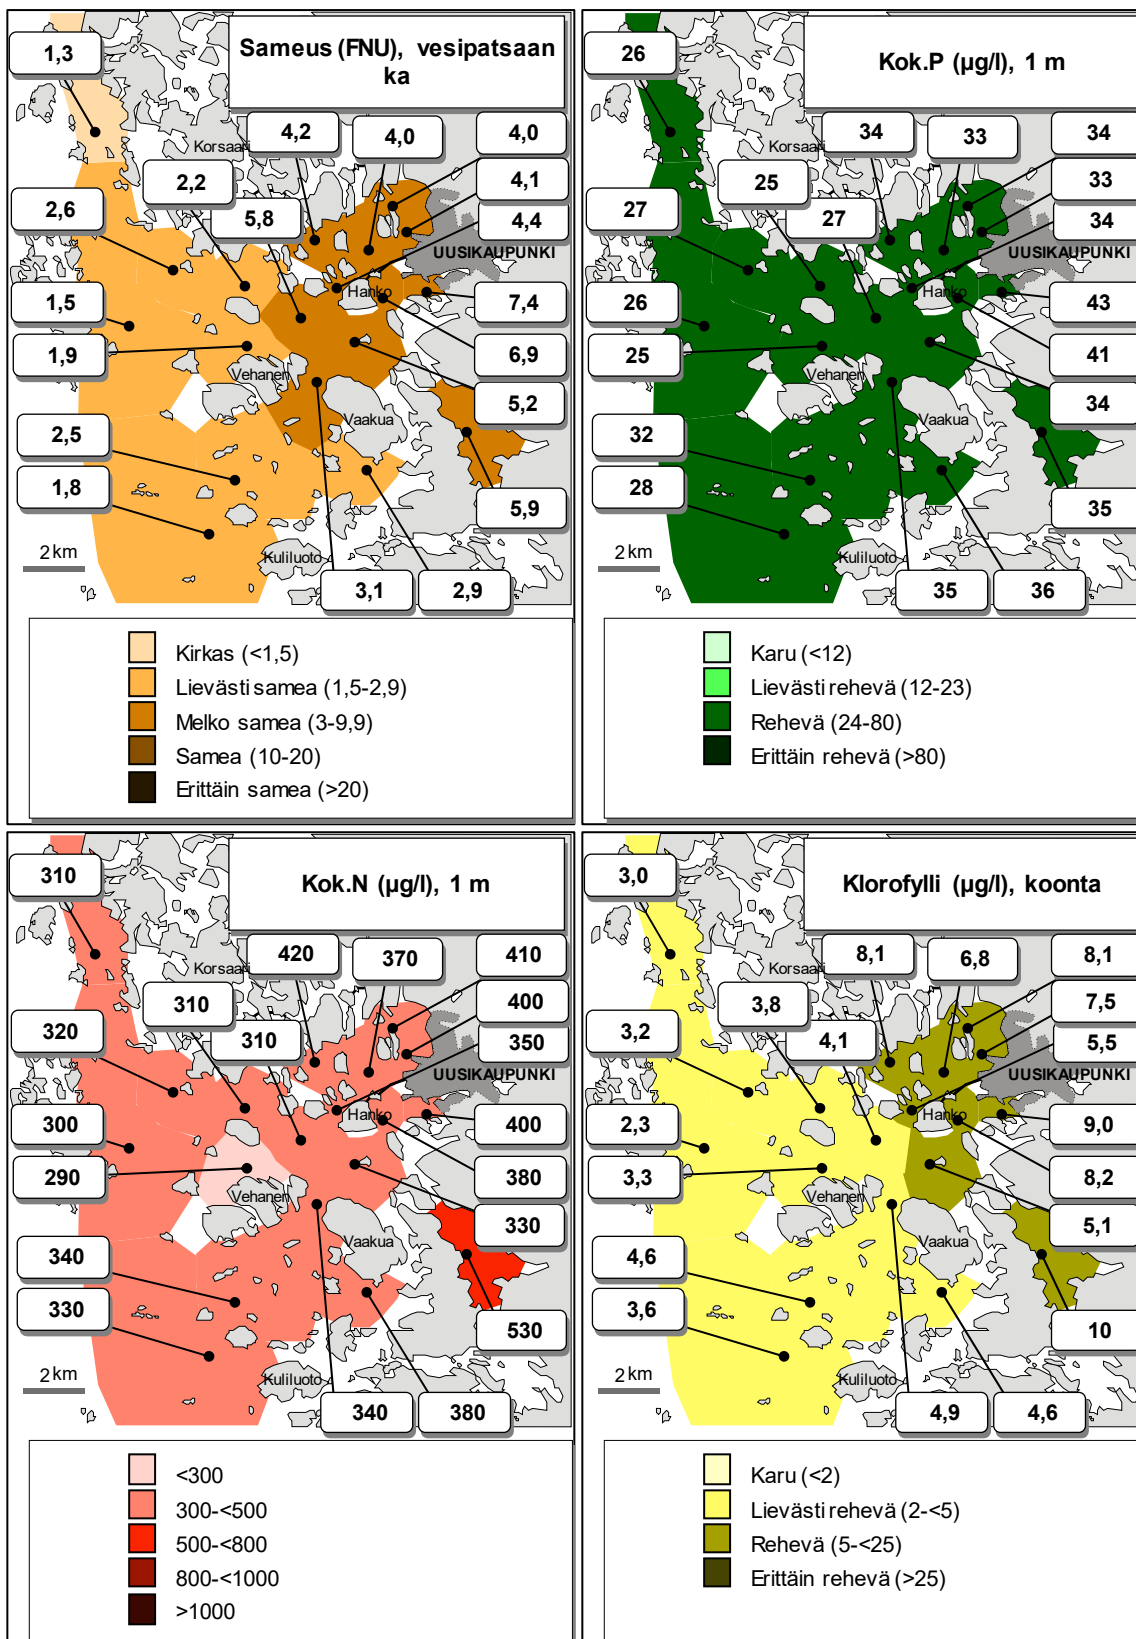 Sameus (FNU), vesipatsaan
ka
1,3
4,2
4,0
4,0
Korsaari
2,2
4,1
2,6
5,8
4,4
UUSIKAUPUNKI
Hanko
1,5
7,4
1,9
6,9
Vehanen
5,2
Vaakua
2,5
1,8
5,9
Kuliluoto
2 km
3,1
2,9
Kirkas (<1,5)
Lievästi samea (1,5-2,9)
Melko samea (3-9,9)
Samea (10-20)
Erittäin samea (>20)
Kok.P (µg/l), 1 m
26
34
33
34
Korsaari
25
33
27
27
34
UUSIKAUPUNKI
Hanko
26
43
25
41
Vehanen
34
Vaakua
32
28
35
Kuliluoto
2 km
35
36
Karu (<12)
Lievästi rehevä (12-23)
Rehevä (24-80)
Erittäin rehevä (>80)
Kok.N (µg/l), 1 m
310
420
370
410
Korsaari
310
400
320
310
350
UUSIKAUPUNKI
Hanko
300
400
290
380
Vehanen
330
Vaakua
340
330
530
Kuliluoto
2 km
340
380
<300
300-<500
500-<800
800-<1000
>1000
Klorofylli (µg/l), koonta
3,0
8,1
6,8
8,1
Korsaari
3,8
7,5
3,2
4,1
5,5
UUSIKAUPUNKI
Hanko
2,3
9,0
3,3
8,2
Vehanen
5,1
Vaakua
4,6
3,6
10
Kuliluoto
2 km
4,9
4,6
Karu (<2)
Lievästi rehevä (2-<5)
Rehevä (5-<25)
Erittäin rehevä (>25)